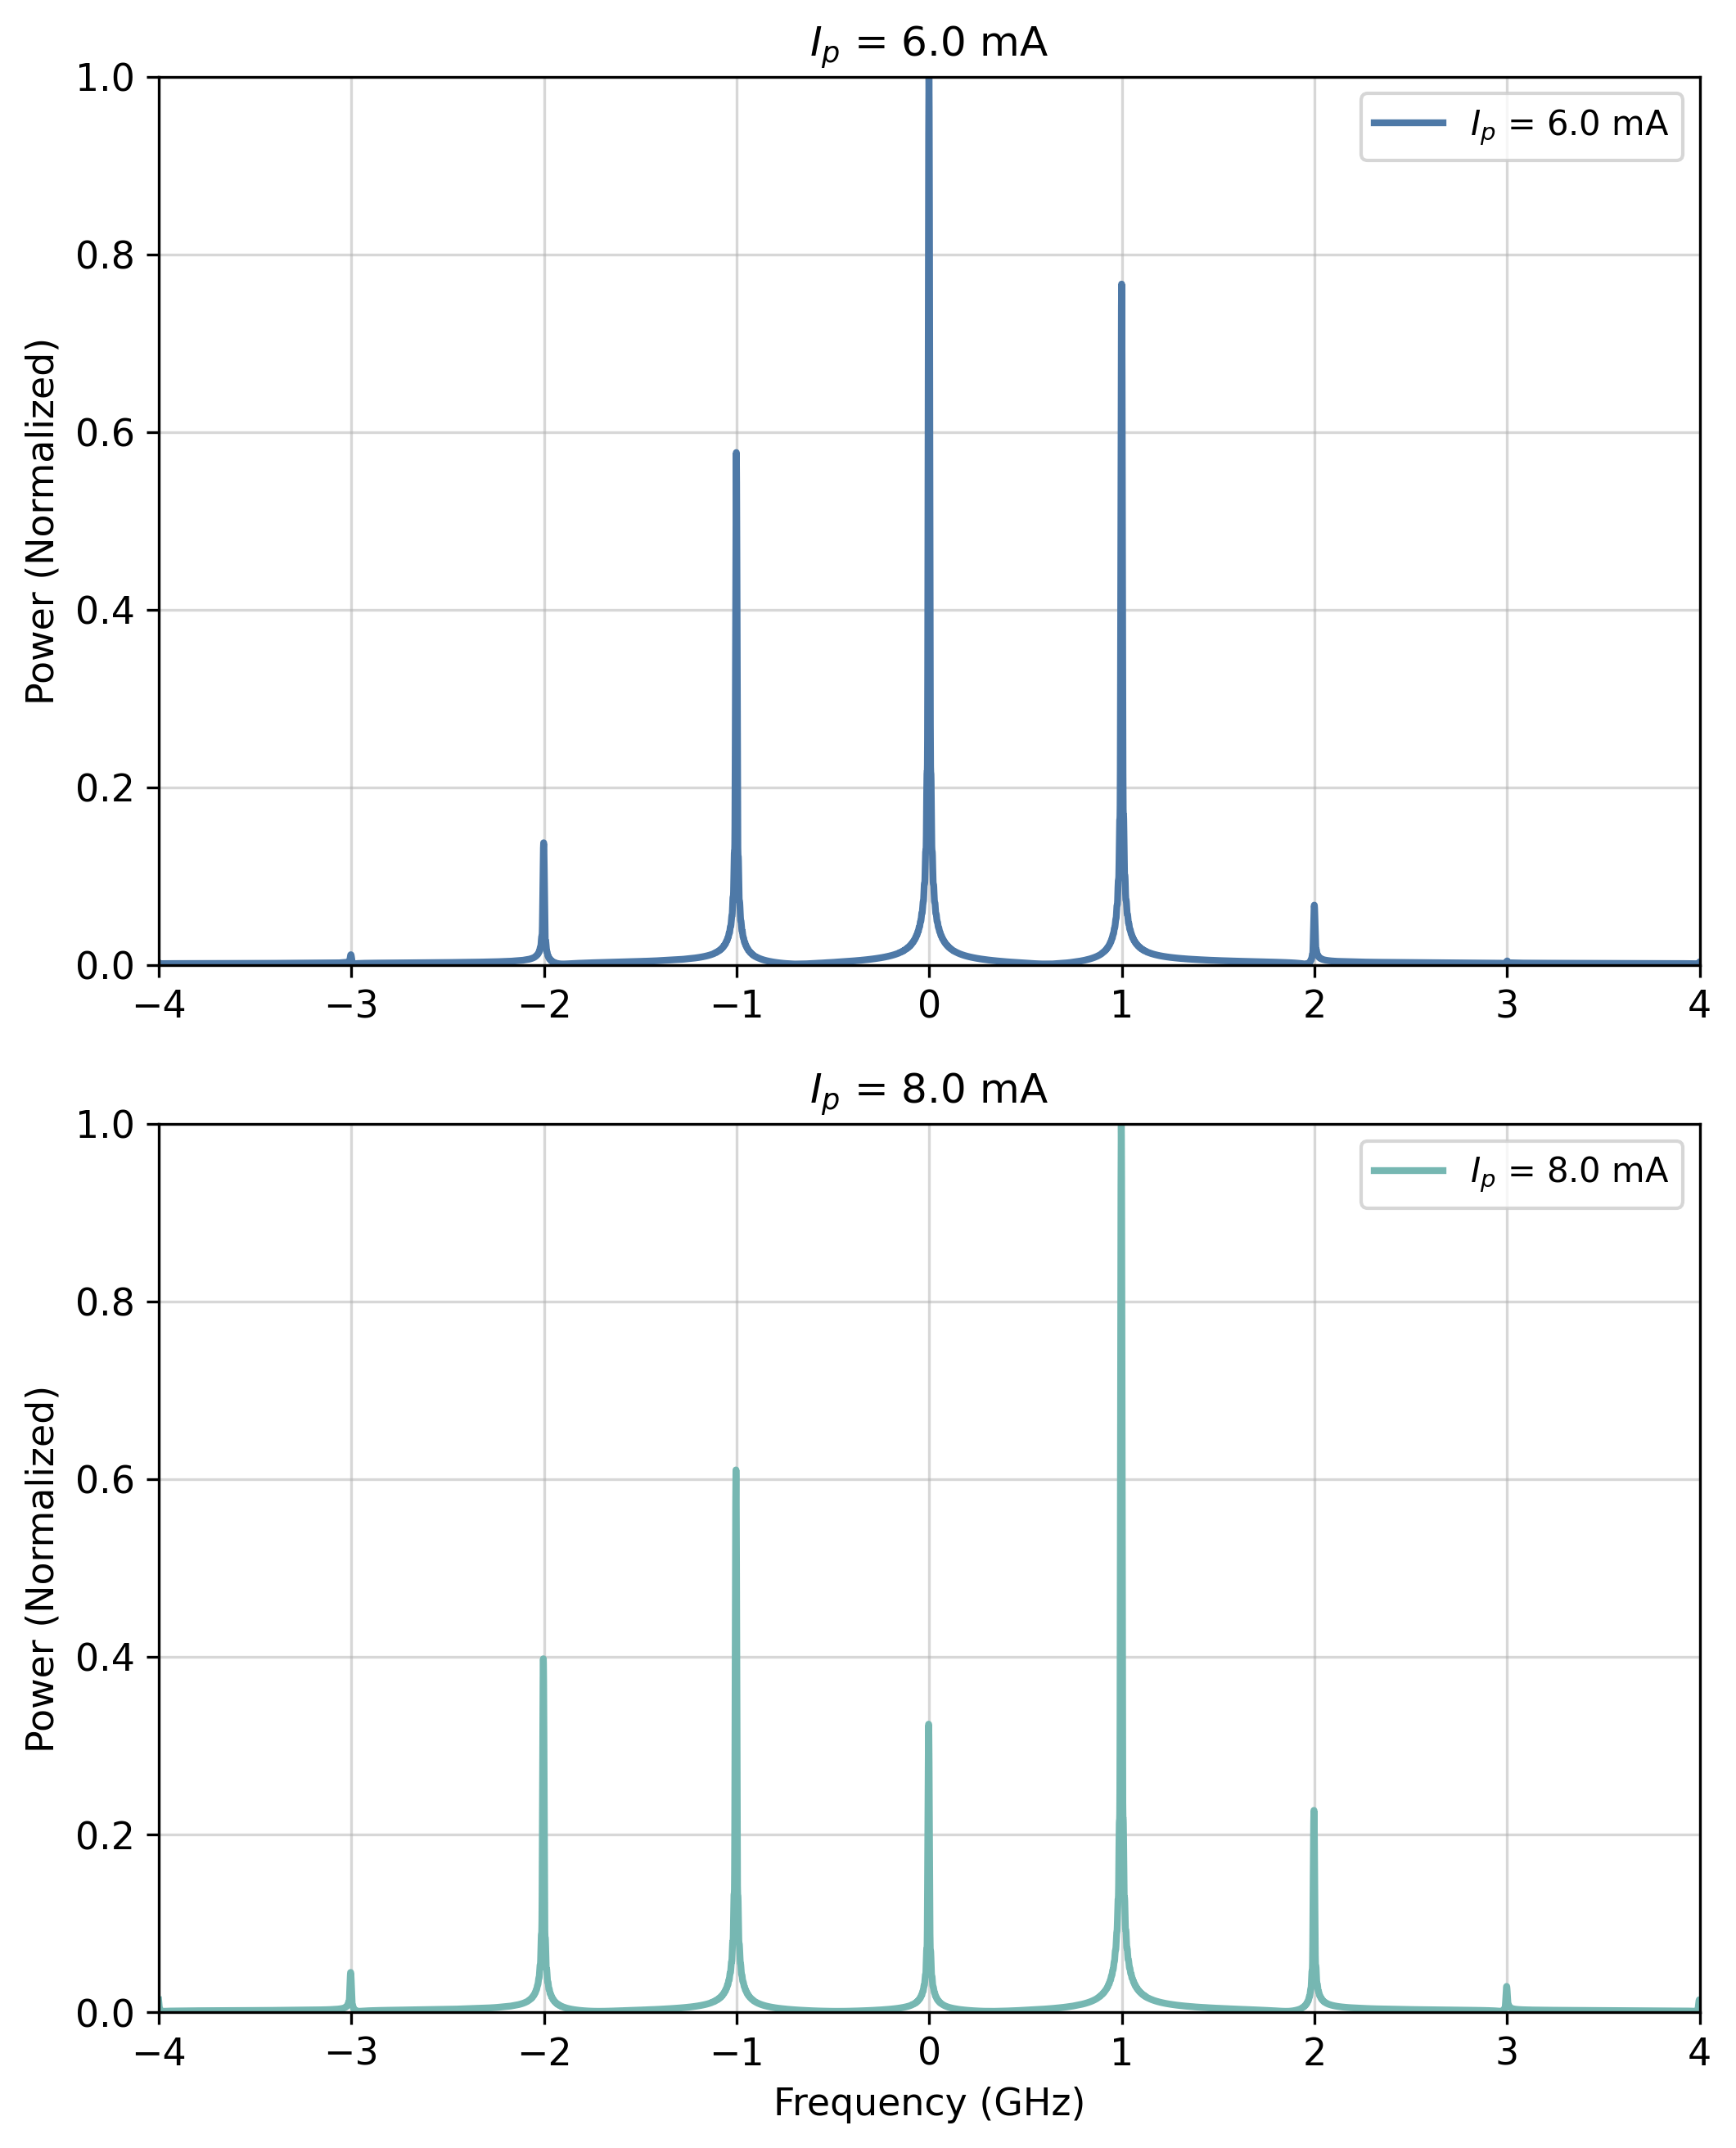 I_p = 6.0 mA
1.0
I_p = 6.0 mA
0.8
0.6
Power (Normalized)
0.4
0.2
0.0
−4 −3 −2 −1 0 1 2 3 4
I_p = 8.0 mA
1.0
I_p = 8.0 mA
0.8
0.6
Power (Normalized)
0.4
0.2
0.0
−4 −3 −2 −1 0 1 2 3 4
Frequency (GHz)